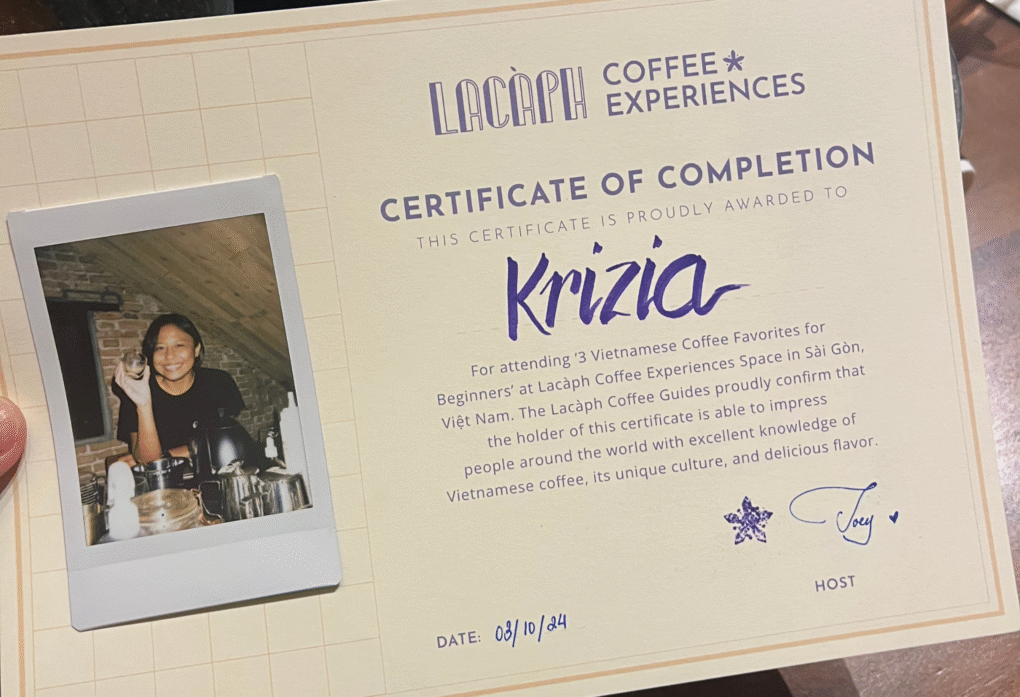 LACÀPH COFFEE*
EXPERIENCES
CERTIFICATE OF COMPLETION
THIS CERTIFICATE IS PROUDLY AWARDED TO
Krizia
For attending '3 Vietnamese Coffee Favorites for
Beginners' at Lacàph Coffee Experiences Space in Sài Gòn,
Việt Nam. The Lacàph Coffee Guides proudly confirm that
the holder of this certificate is able to impress
people around the world with excellent knowledge of
Vietnamese coffee, its unique culture, and delicious flavor.
Joey
HOST
DATE: 03/10/24